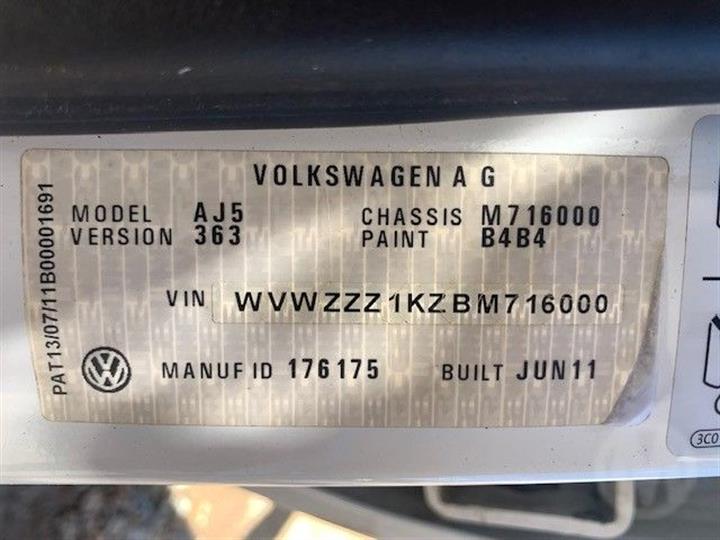 VOLKSWAGEN A G
MODEL AJ5 CHASSIS M716000
VERSION 363 PAINT B4B4
VIN WVWZZZ1KZBM716000
MANUF ID 176175 BUILT JUN11
PAT13/07/11B00001691
3C0